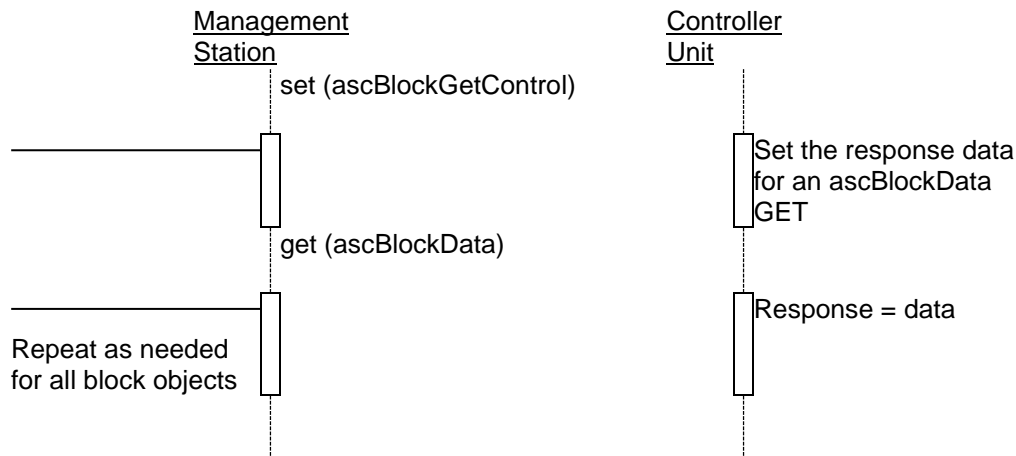 Management
Station
Controller
Unit
set (ascBlockGetControl)
Set the response data
for an ascBlockData
GET
get (ascBlockData)
Response = data
Repeat as needed
for all block objects